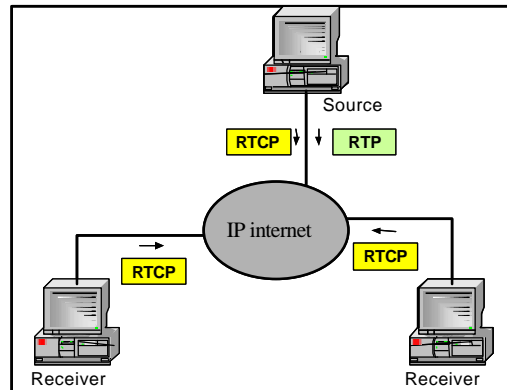 Source
RTCP
RTP
IP internet
RTCP
RTCP
Receiver
Receiver